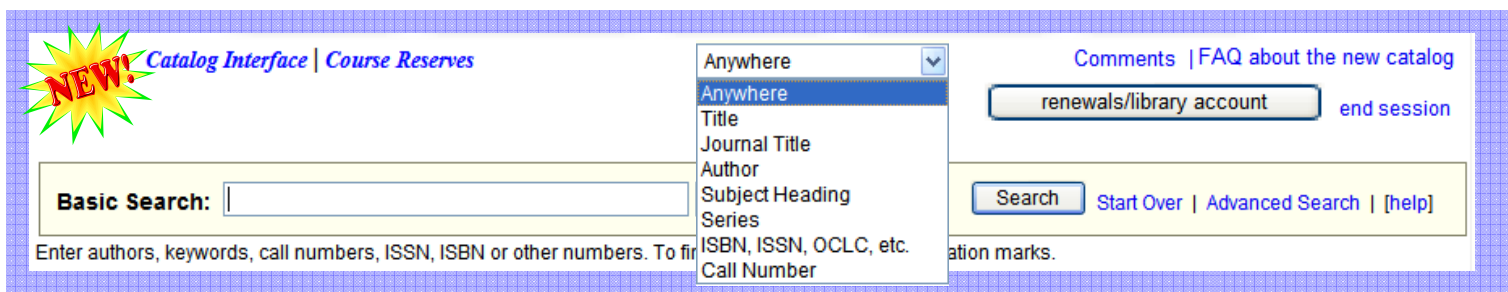 NEW! Catalog Interface | Course Reserves
Anywhere
Comments | FAQ about the new catalog
renewals/library account
end session
Anywhere
Title
Journal Title
Author
Subject Heading
Series
ISBN, ISSN, OCLC, etc.
Call Number
Basic Search:
Search Start Over | Advanced Search | [help]
Enter authors, keywords, call numbers, ISSN, ISBN or other numbers. To marks.